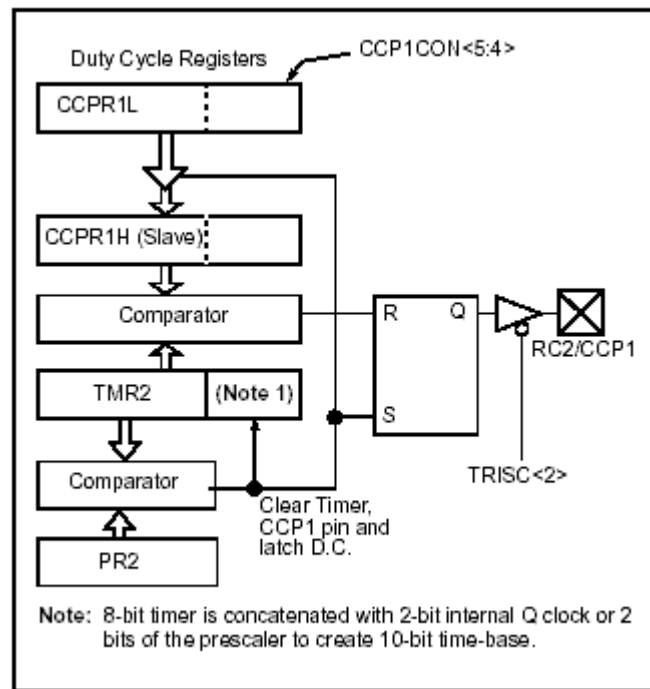 Duty Cycle Registers
CCP1CON<5:4>
CCPR1L
CCPR1H (Slave)
Comparator
R
Q
RC2/CCP1
TMR2
(Note 1)
S
TRISC<2>
Comparator
Clear Timer,
CCP1 pin and
latch D.C.
PR2
Note: 8-bit timer is concatenated with 2-bit internal Q clock or 2
bits of the prescaler to create 10-bit time-base.